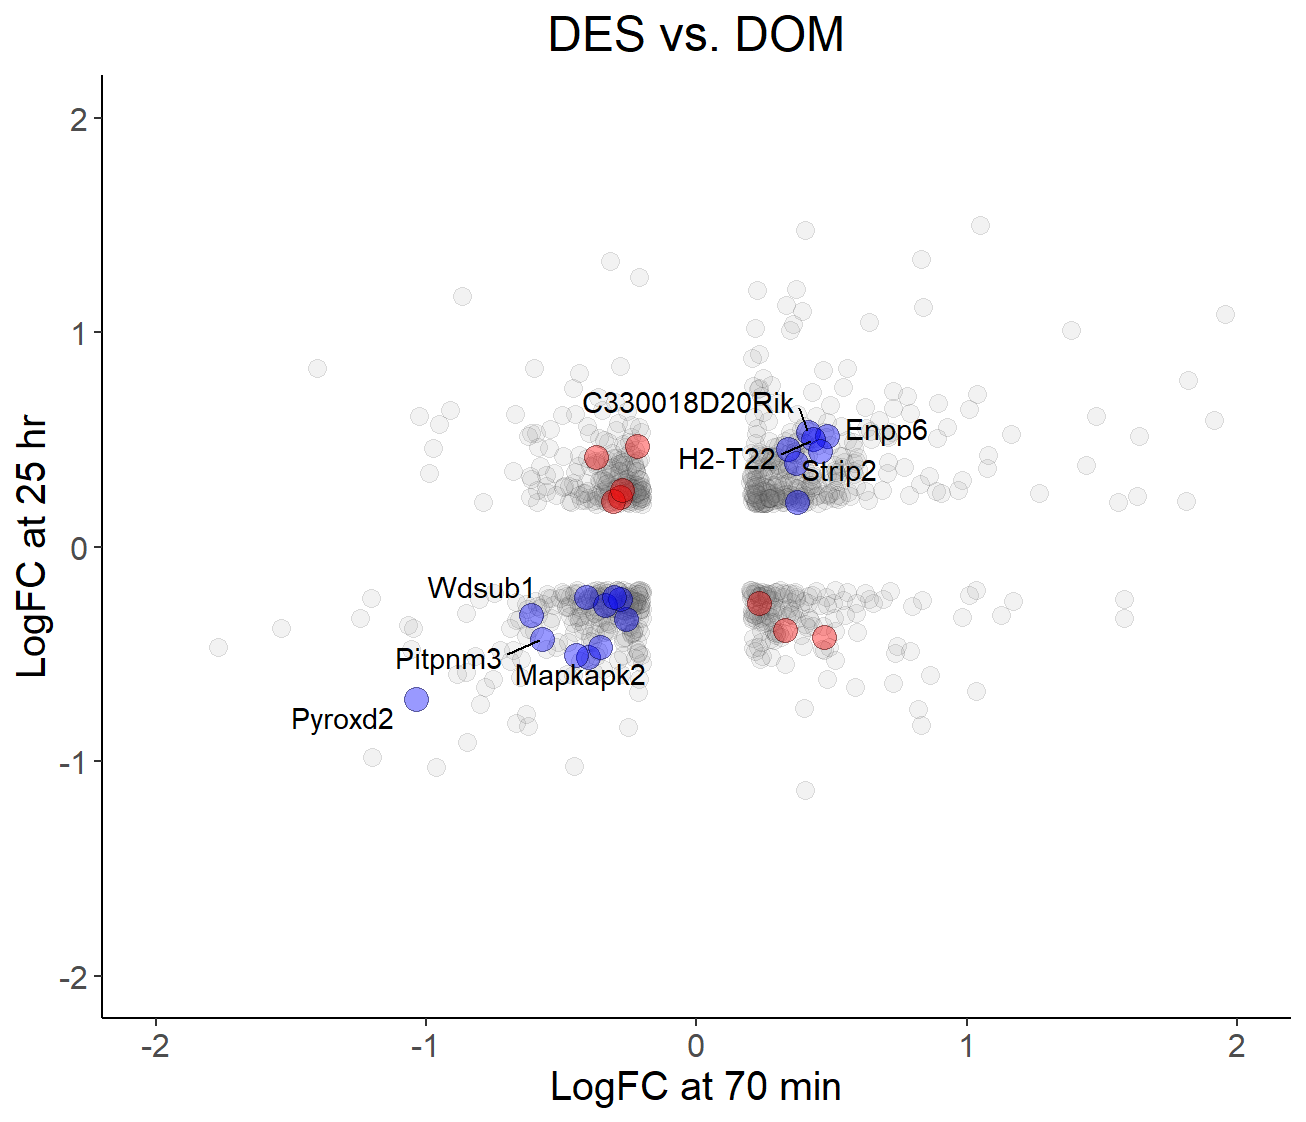 DES vs. DOM
LogFC at 25 hr
2
1
0
-1
-2
C330018D20Rik
Enpp6
H2-T22
Strip2
Wdsub1
Pitpnm3
Mapkapk2
Pyroxd2
-2
-1
0
1
2
LogFC at 70 min